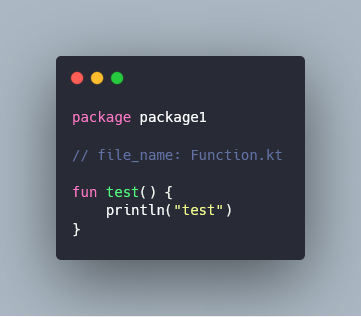 package package1
// file_name: Function.kt
fun test() {
    println("test")
}